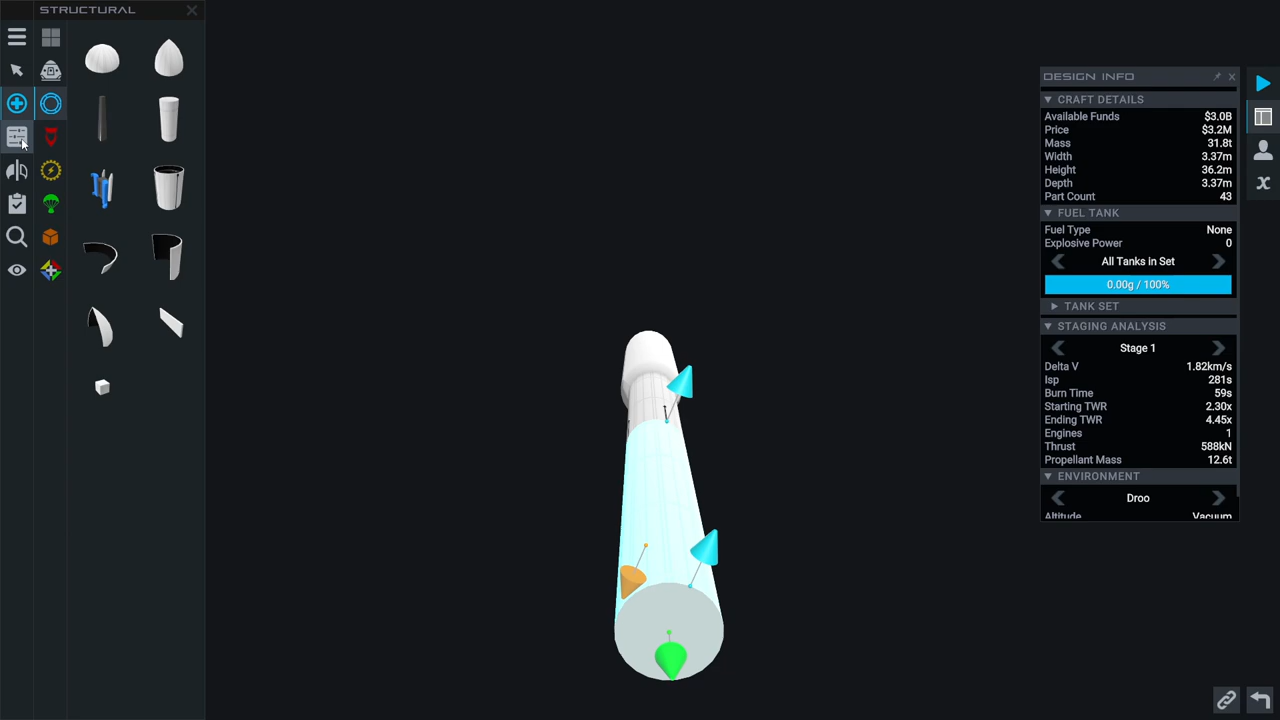 STRUCTURAL
DESIGN INFO
CRAFT DETAILS
Available Funds $3.0B
Price $3.2M
Mass 31.8t
Width 3.37m
Height 36.2m
Depth 3.37m
Part Count 43
FUEL TANK
Fuel Type None
Explosive Power 0
All Tanks in Set
0.00g / 100%
TANK SET
STAGING ANALYSIS
Stage 1
Delta V 1.82km/s
Isp 281s
Burn Time 59s
Starting TWR 2.30x
Ending TWR 4.45x
Engines 1
Thrust 588kN
Propellant Mass 12.6t
ENVIRONMENT
Droo
Altitude Vacuum